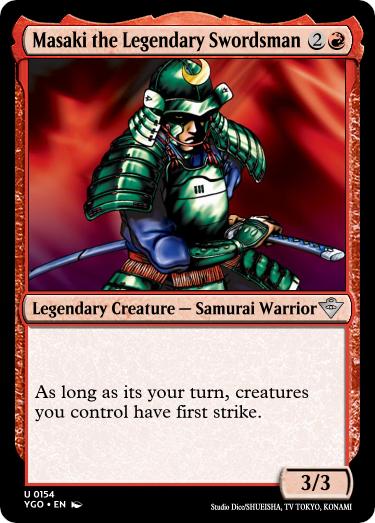 Masaki the Legendary Swordsman 2
Legendary Creature — Samurai Warrior
As long as its your turn, creatures
you control have first strike.
3/3
U 0154
YGO • EN
Studio Dice/SHUEISHA, TV TOKYO, KONAMI